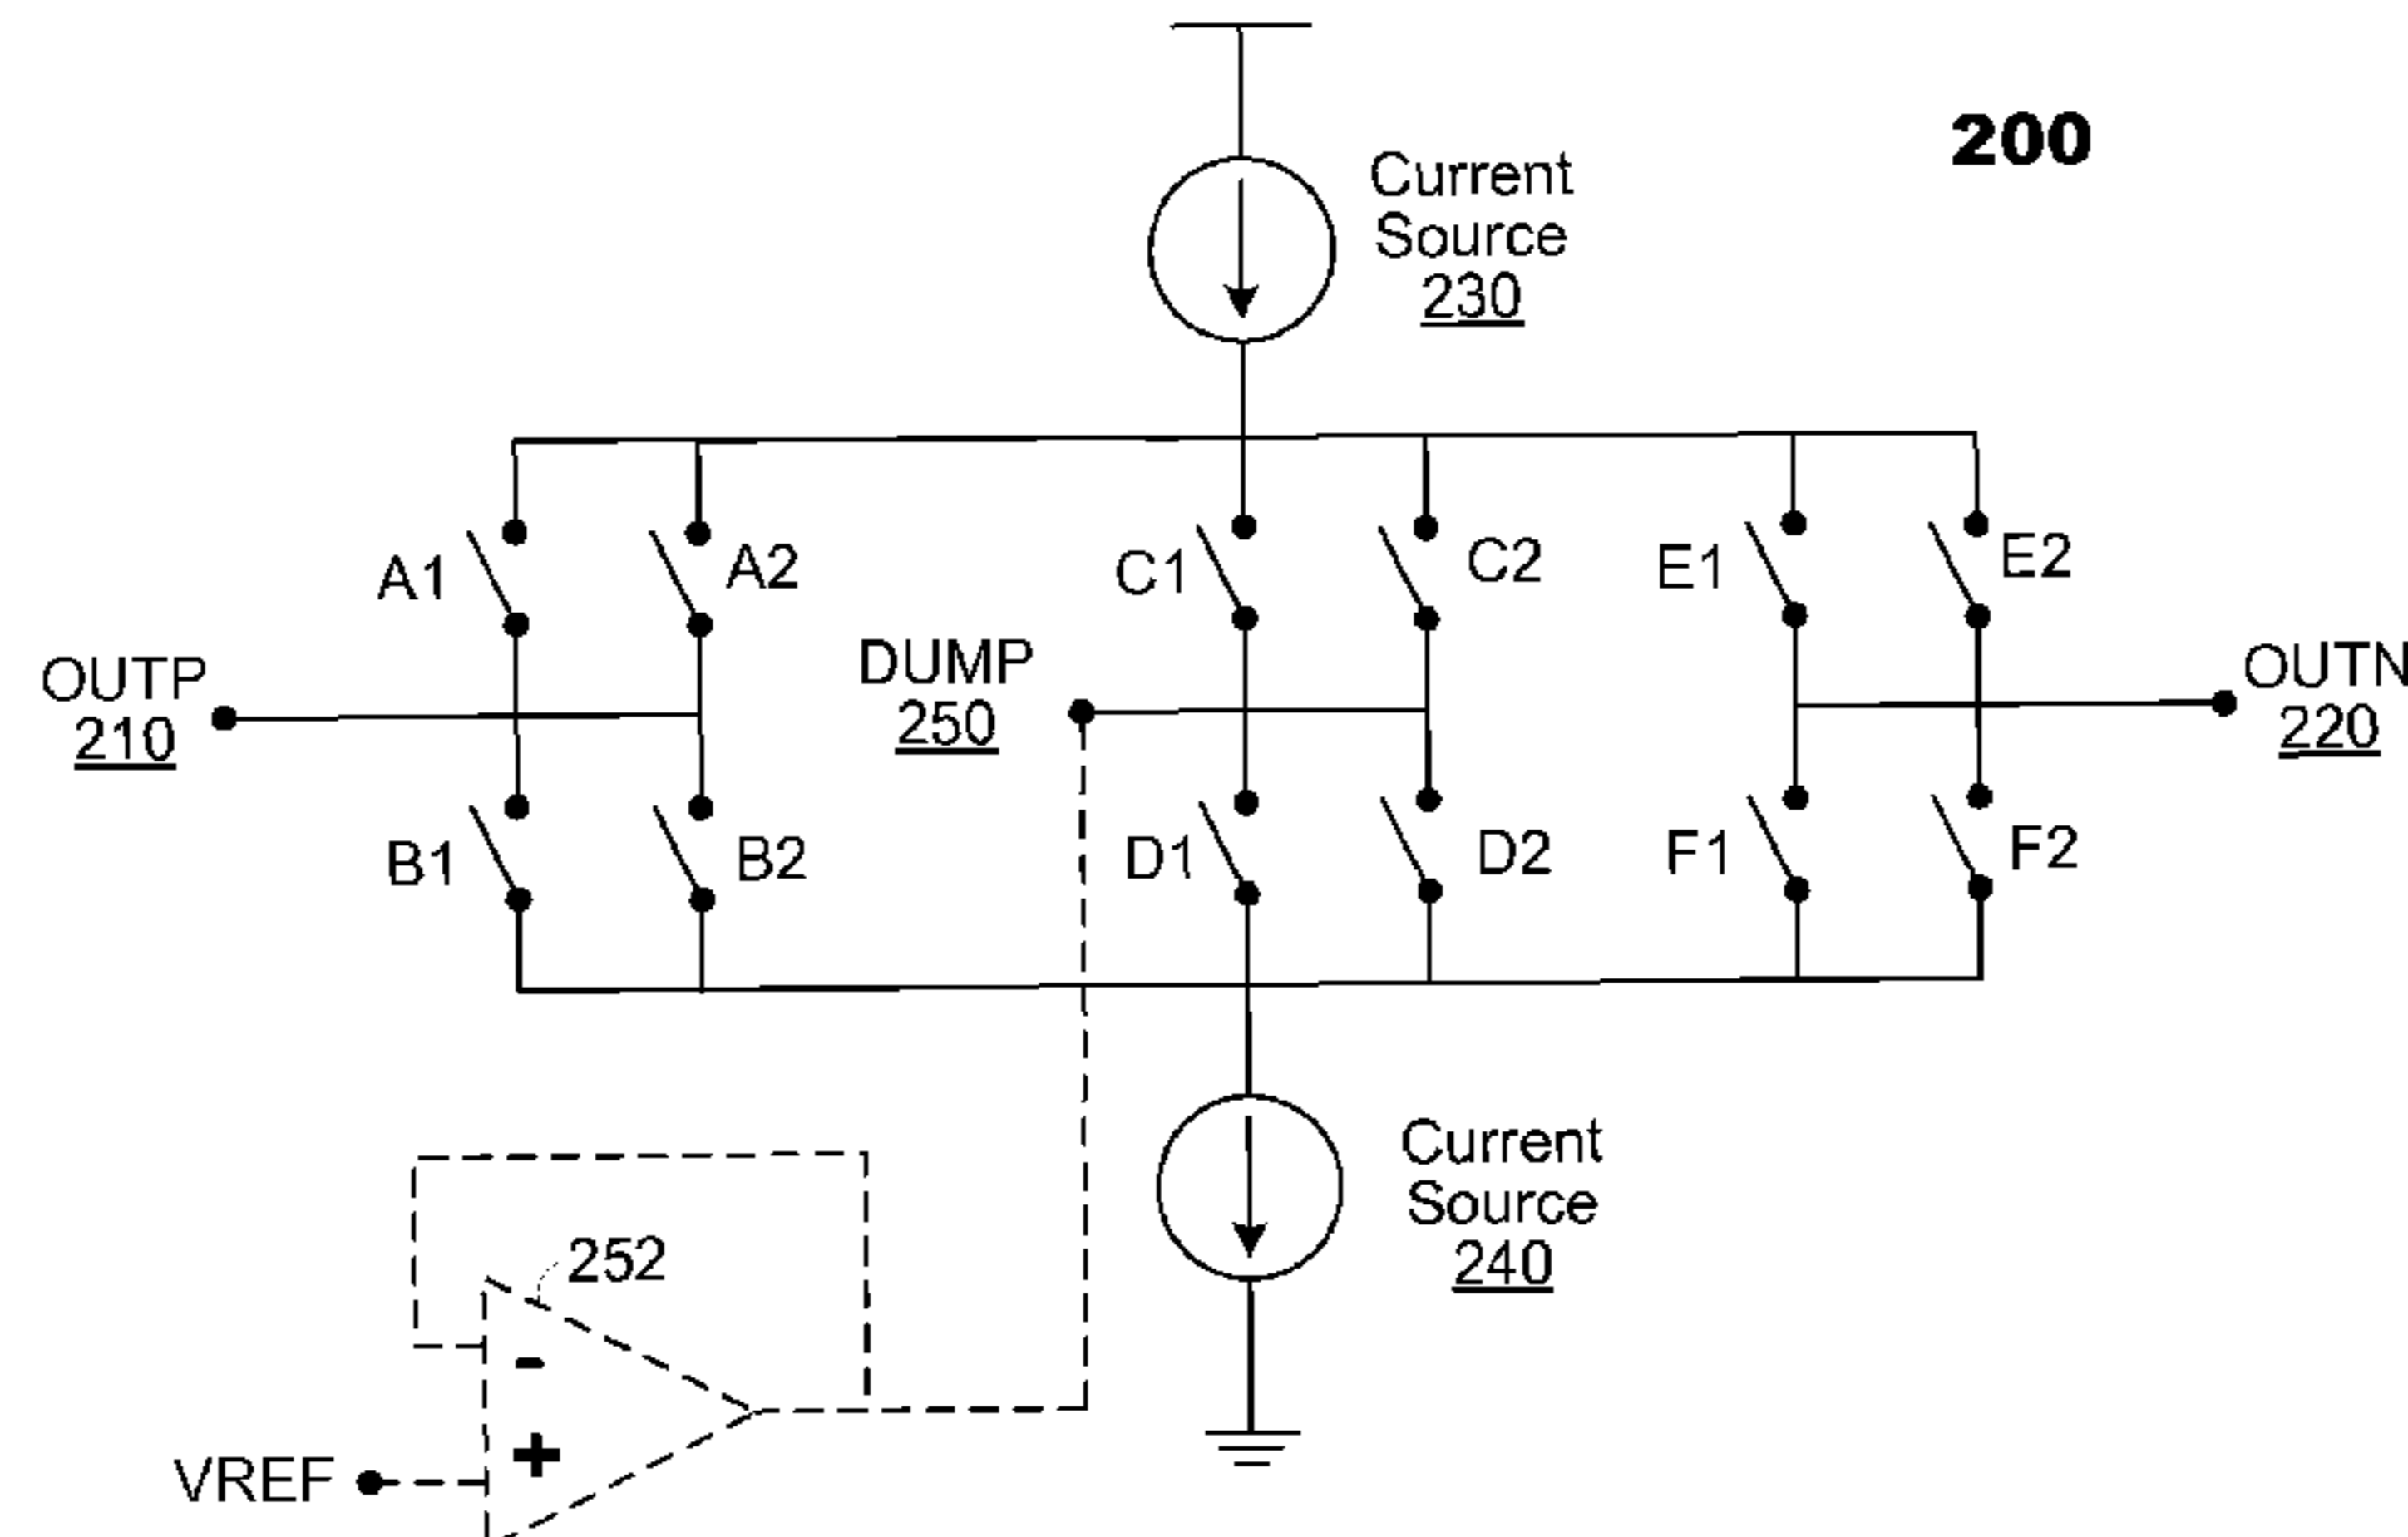 200
Current
Source
230
A1
A2
C1
C2
E1
E2
OUTP
210
DUMP
250
OUTN
220
B1
B2
D1
D2
F1
F2
Current
Source
240
252
-
+
VREF